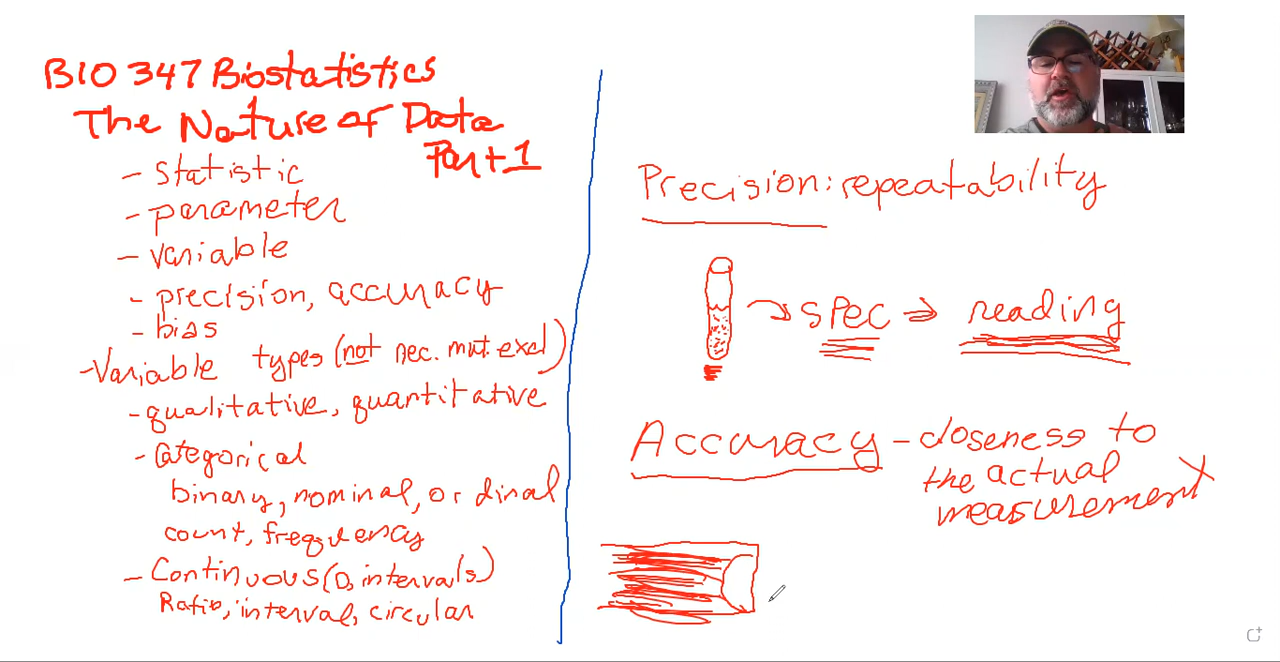 BIO 347 Biostatistics
The Nature of Data
Part 1
- statistic
- parameter
- variable
- precision, accuracy
- bias
- Variable types (not nec. mut. excl)
- qualitative, quantitative
- Categorical
binary, nominal, ordinal
count, frequency
- Continuous (0, intervals)
Ratio, interval, circular
Precision: repeatability
spec reading
Accuracy - closeness to
the actual
measurement